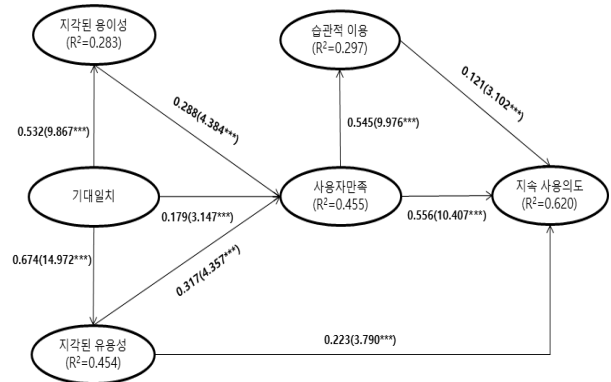 지각된 용이성
(R²=0.283)
습관적 이용
(R²=0.297)
0.288(4.384***)
0.121(3.102***)
0.532(9.867***)
0.545(9.976***)
기대일치
사용자만족
(R²=0.455)
지속 사용의도
(R²=0.620)
0.179(3.147***)
0.556(10.407***)
0.674(14.972***)
0.317(4.357***)
지각된 유용성
(R²=0.454)
0.223(3.790***)